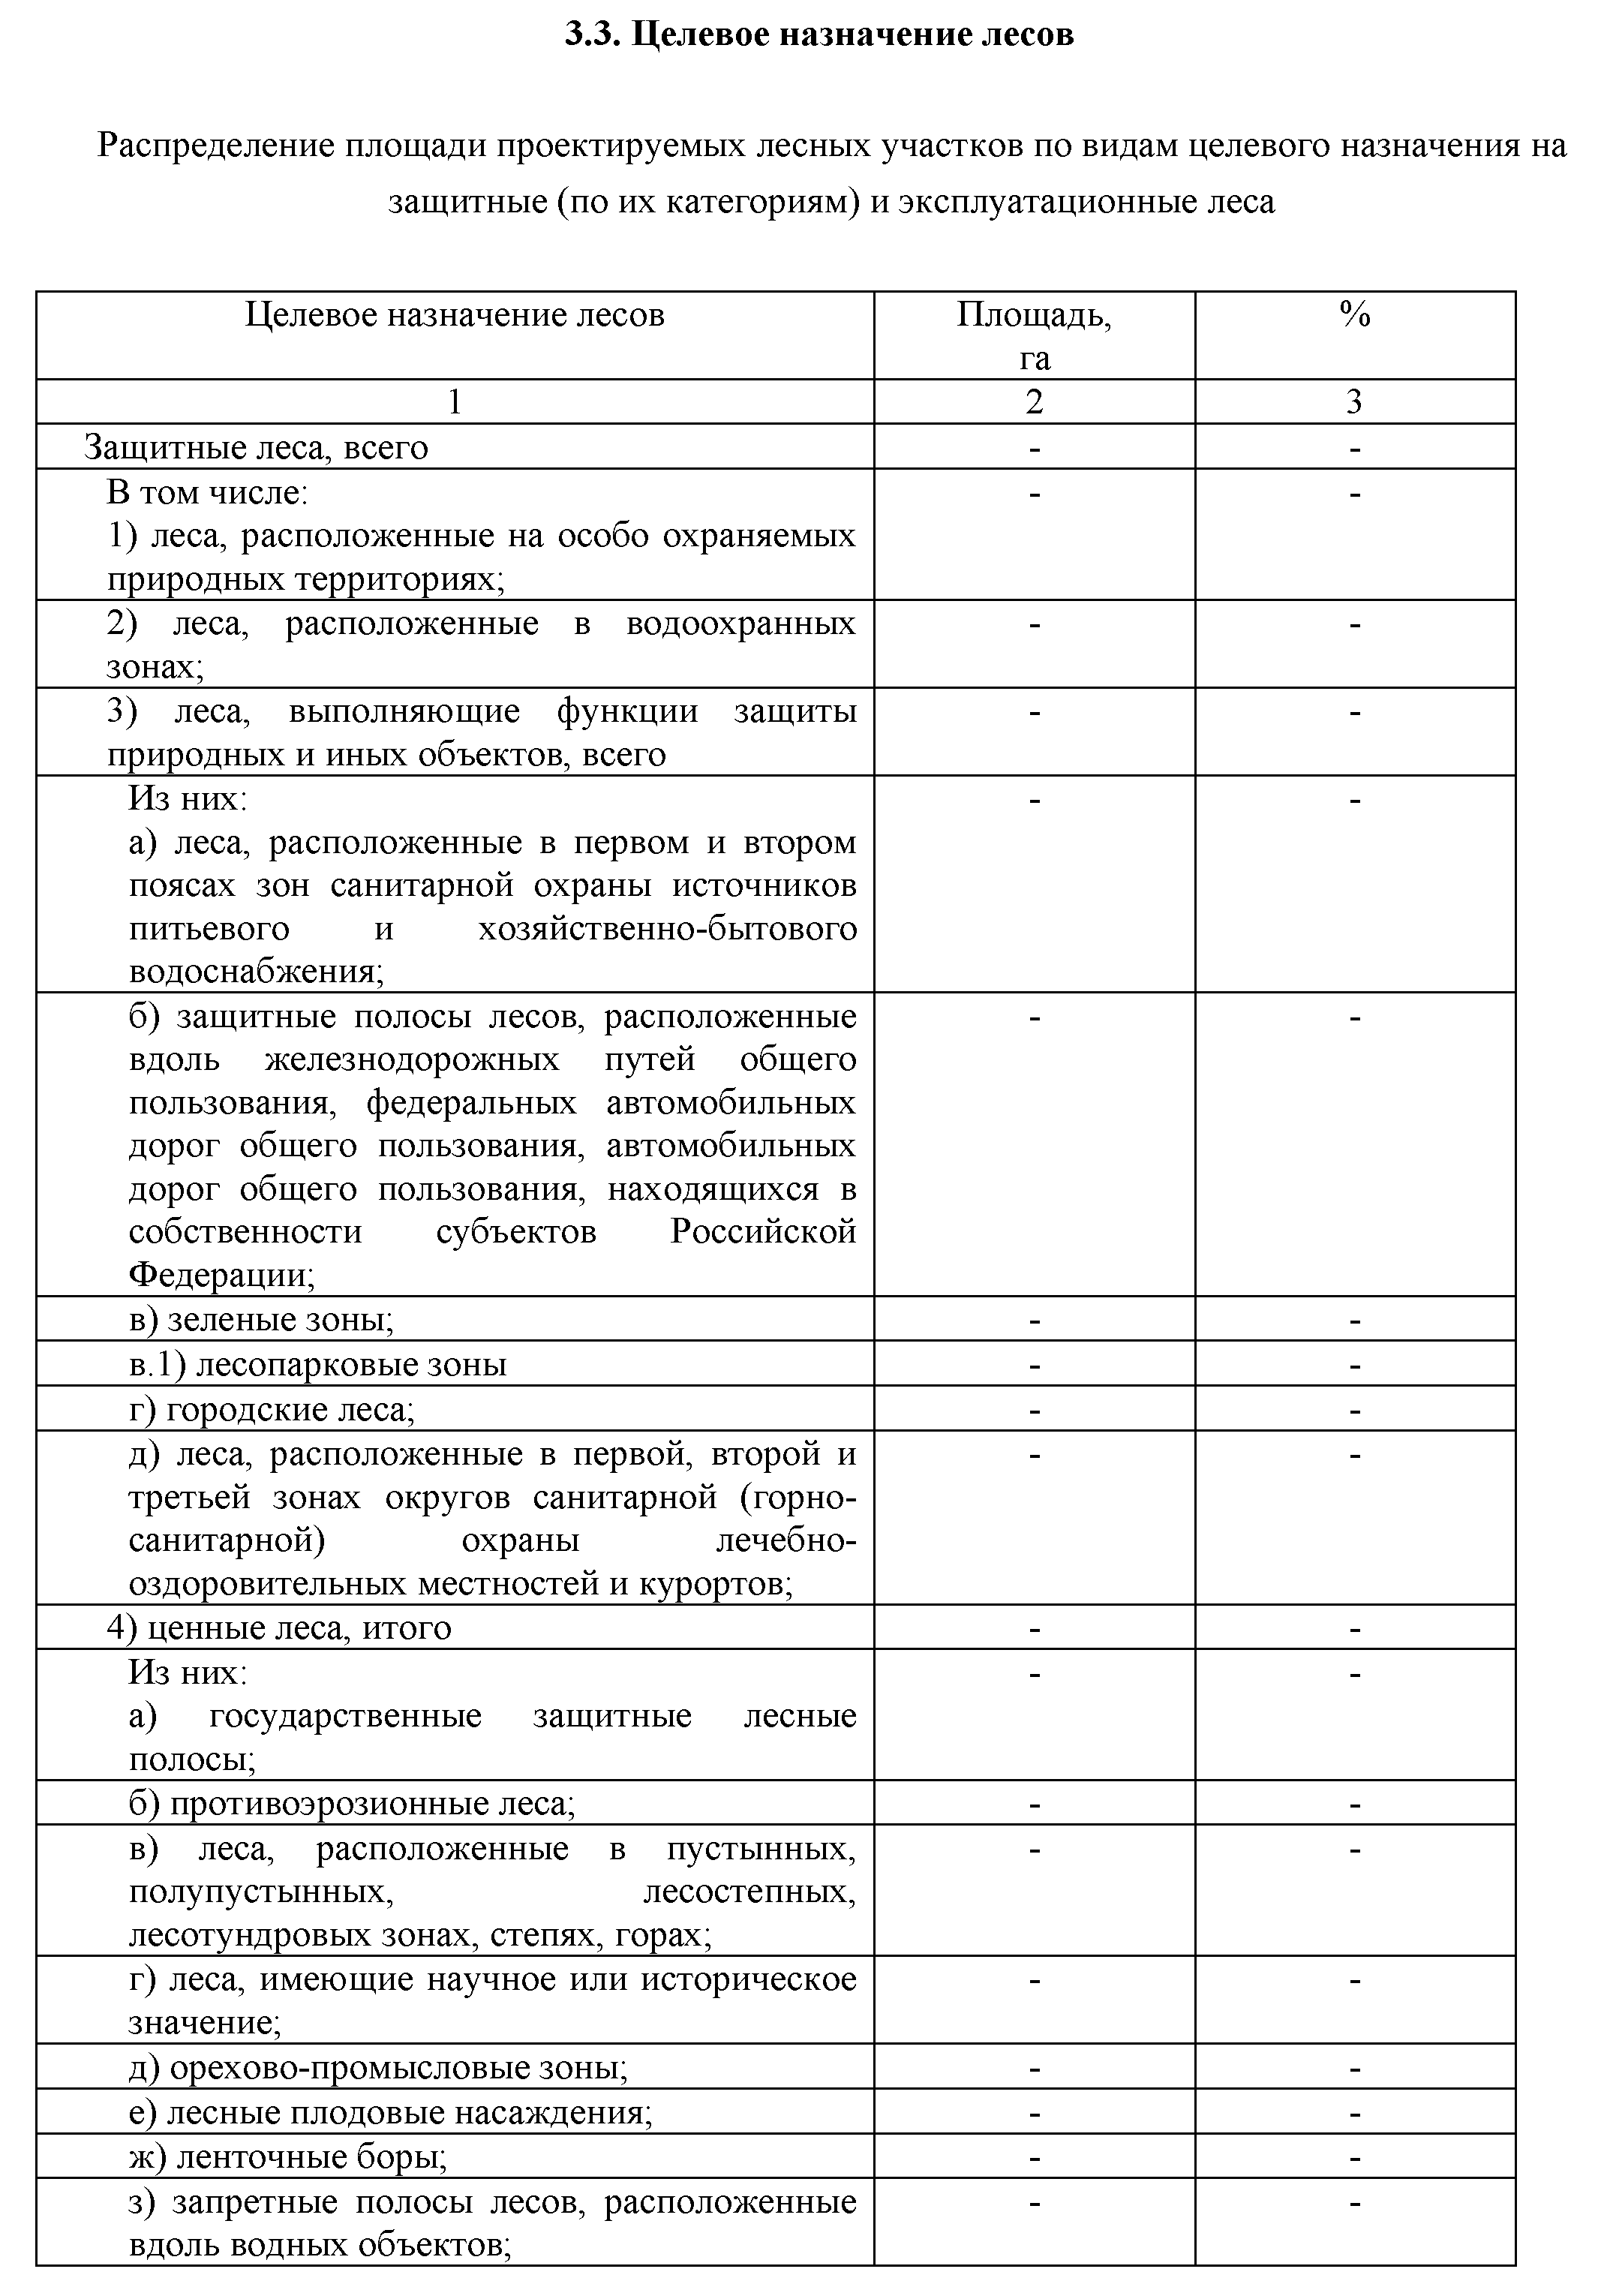 3.3. Целевое назначение лесов
Распределение площади проектируемых лесных участков по видам целевого назначения на
защитные (по их категориям) и эксплуатационные леса
Целевое назначение лесов
Площадь,
га
%
1
2
3
Защитные леса, всего
-
-
В том числе:
1) леса, расположенные на особо охраняемых
природных территориях;
-
-
2) леса, расположенные в водоохранных
зонах;
-
-
3) леса, выполняющие функции защиты
природных и иных объектов, всего
-
-
Из них:
а) леса, расположенные в первом и втором
поясах зон санитарной охраны источников
питьевого и хозяйственно-бытового
водоснабжения;
-
-
б) защитные полосы лесов, расположенные
вдоль железнодорожных путей общего
пользования, федеральных автомобильных
дорог общего пользования, автомобильных
дорог общего пользования, находящихся в
собственности субъектов Российской
Федерации;
-
-
в) зеленые зоны;
-
-
в.1) лесопарковые зоны
-
-
г) городские леса;
-
-
д) леса, расположенные в первой, второй и
третьей зонах округов санитарной (горно-
санитарной) охраны лечебно-
оздоровительных местностей и курортов;
-
-
4) ценные леса, итого
-
-
Из них:
а) государственные защитные лесные
полосы;
-
-
б) противоэрозионные леса;
-
-
в) леса, расположенные в пустынных,
полупустынных, лесостепных,
лесотундровых зонах, степях, горах;
-
-
г) леса, имеющие научное или историческое
значение;
-
-
д) орехово-промысловые зоны;
-
-
е) лесные плодовые насаждения;
-
-
ж) ленточные боры;
-
-
з) запретные полосы лесов, расположенные
вдоль водных объектов;
-
-